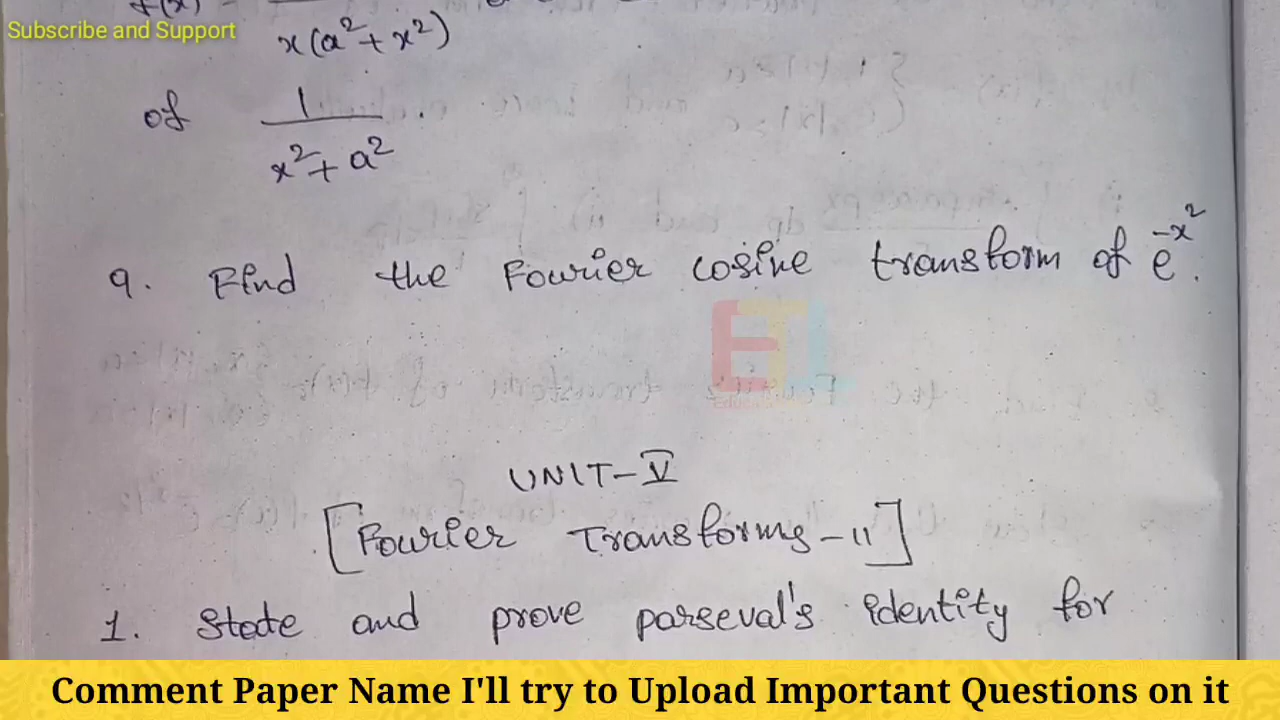 f(x)
Subscribe and Support
x(a²+x²)
of 1/(x²+a²).
9. Find the Fourier cosine transform of e^-x².
ETL
UNIT-V
[Fourier Transforms-II]
1. State and prove parseval's identity for
Comment Paper Name I'll try to Upload Important Questions on it